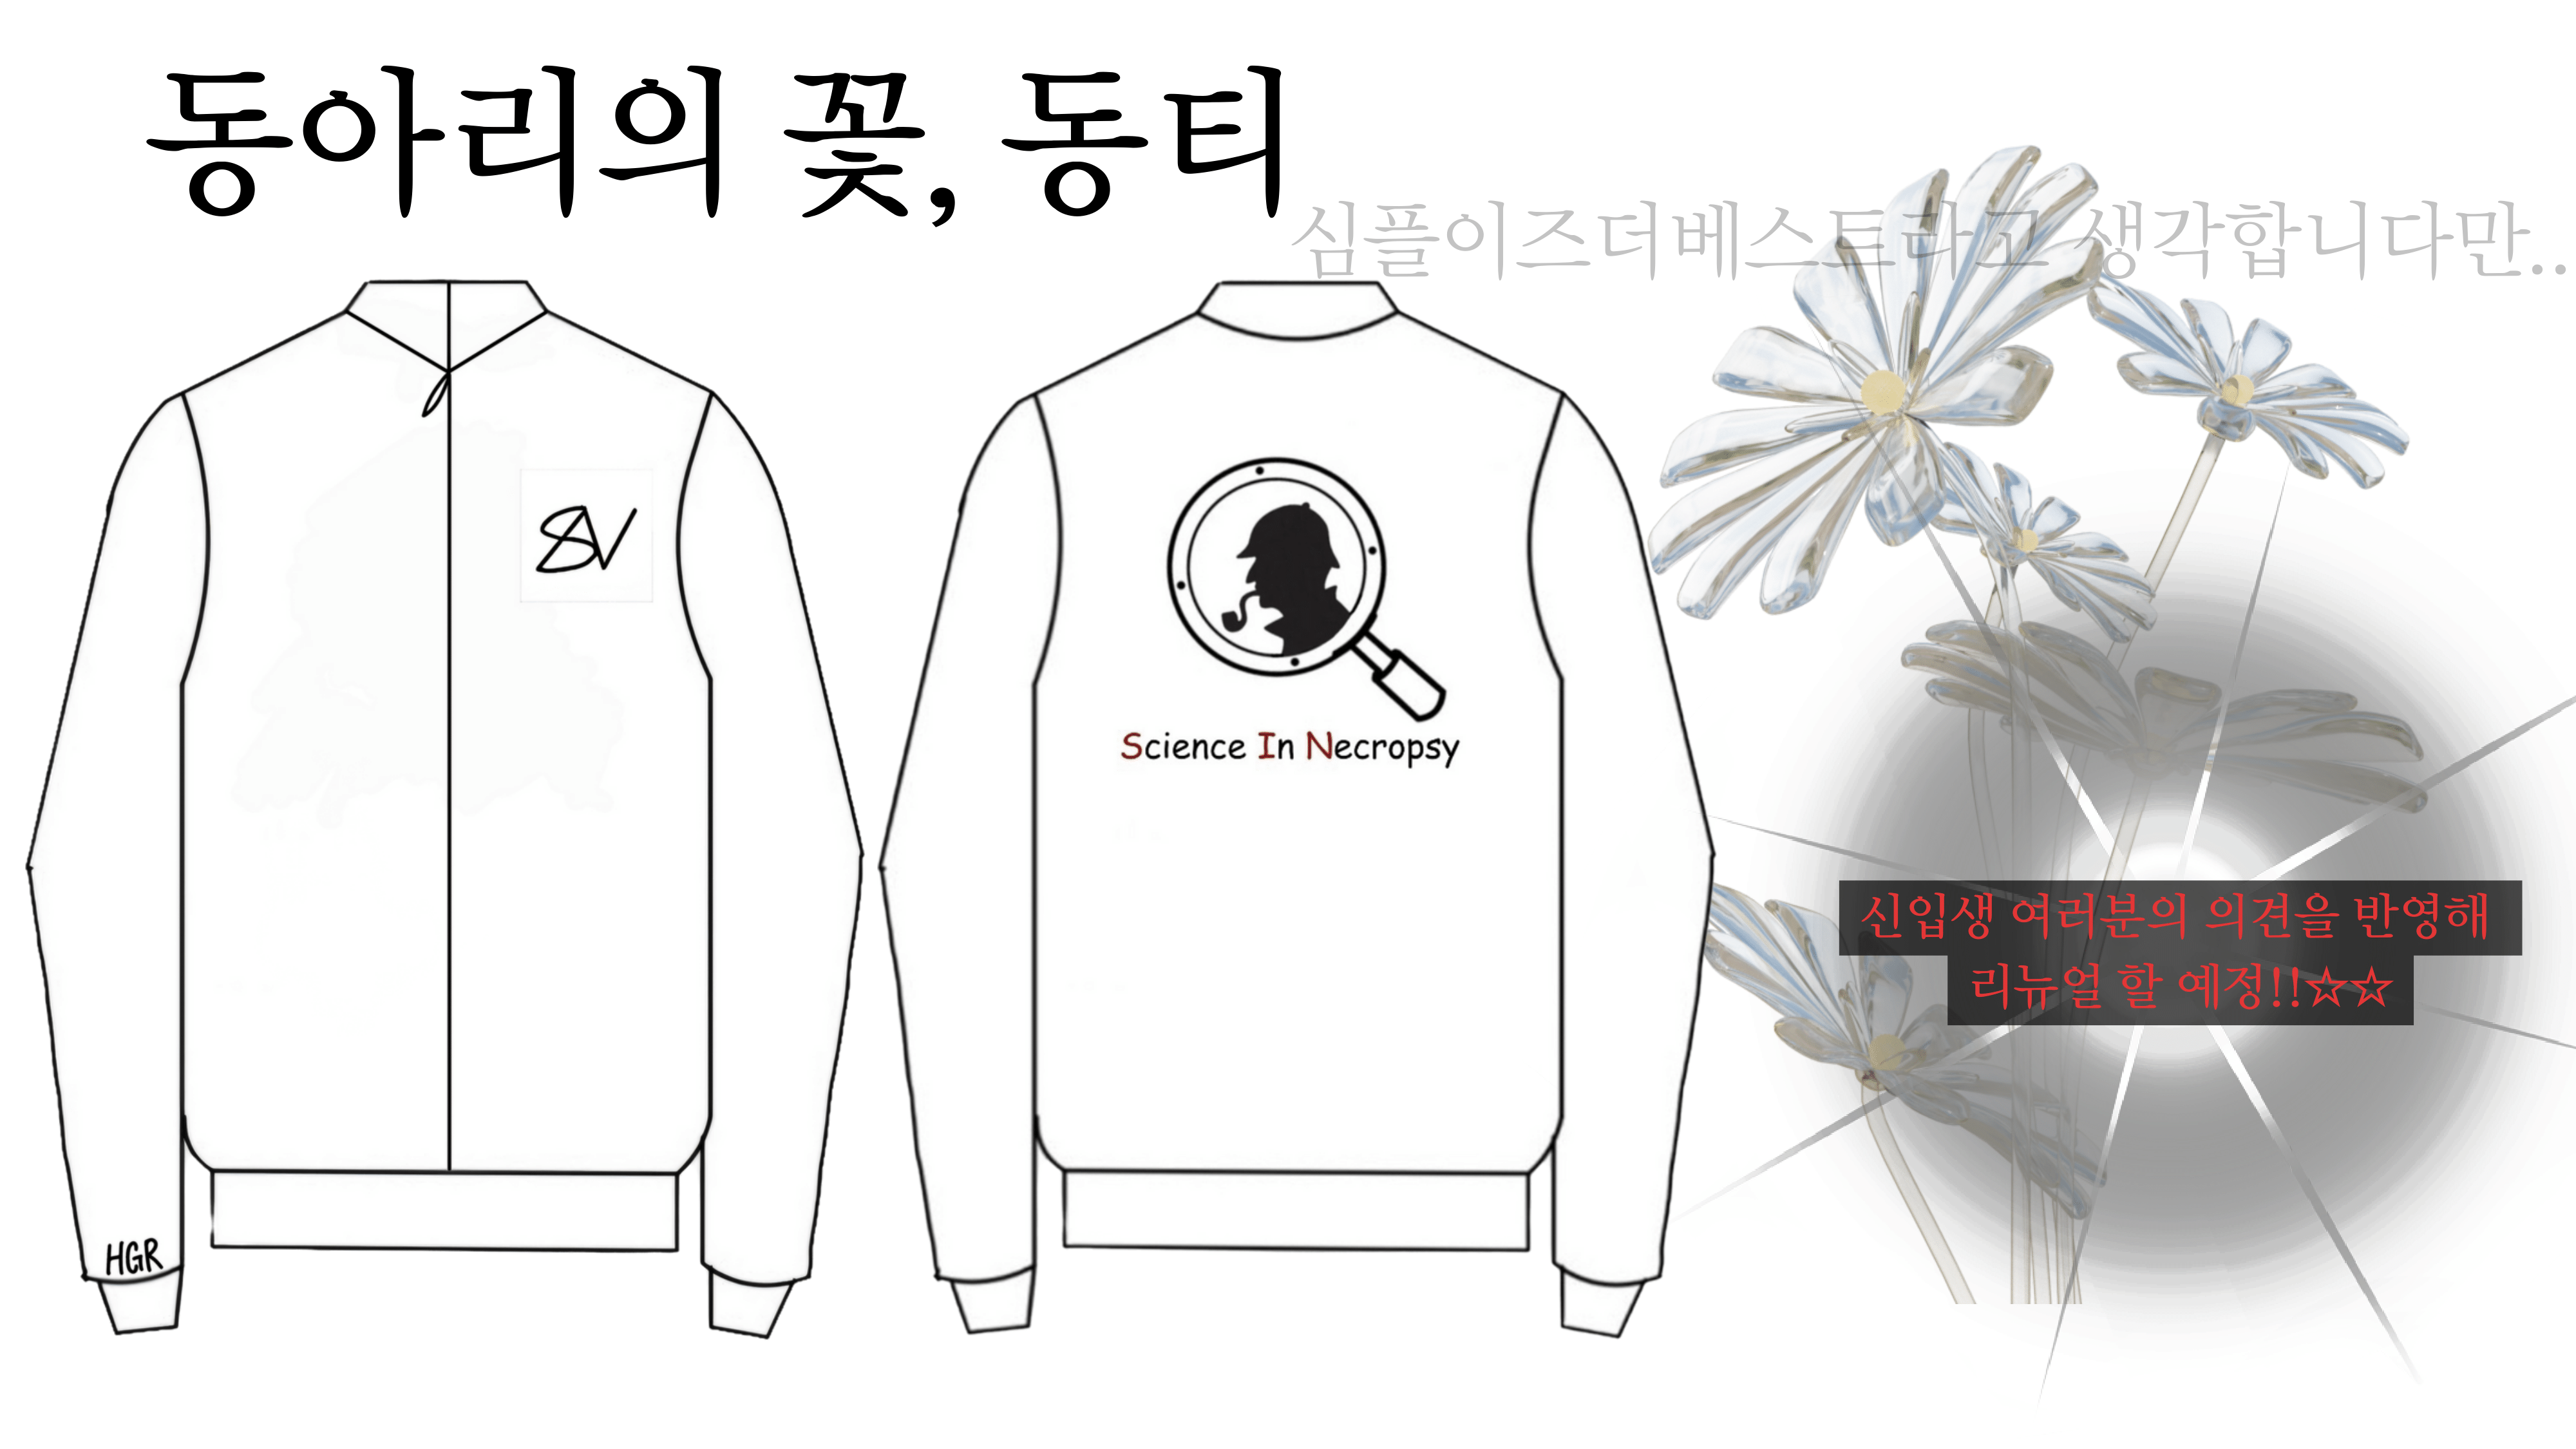 동아리의 꽃, 동티
심플이즈더베스트라고 생각합니다만..
Science In Necropsy
신입생 여러분의 의견을 반영해
리뉴얼 할 예정!!☆☆
HGR